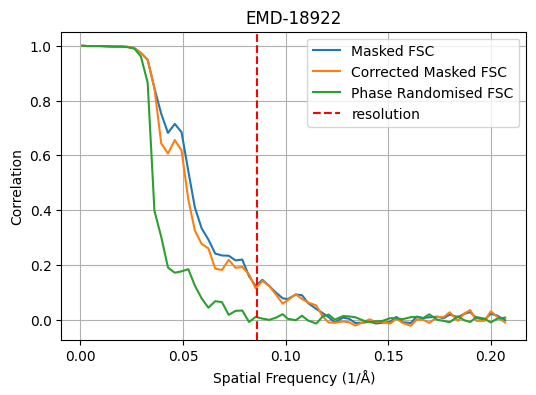 EMD-18922
Masked FSC
Corrected Masked FSC
Phase Randomised FSC
resolution
Correlation
1.0
0.8
0.6
0.4
0.2
0.0
0.00 0.05 0.10 0.15 0.20
Spatial Frequency (1/Å)